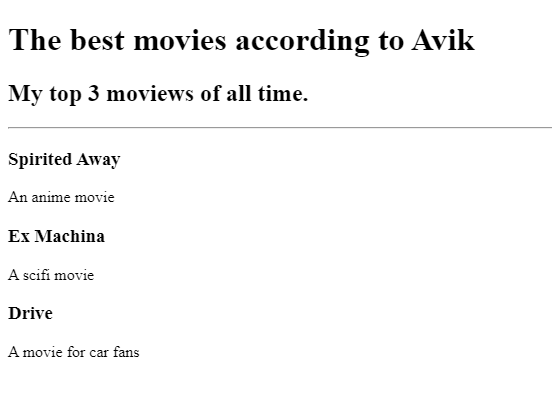 The best movies according to Avik
My top 3 moviews of all time.
Spirited Away
An anime movie
Ex Machina
A scifi movie
Drive
A movie for car fans